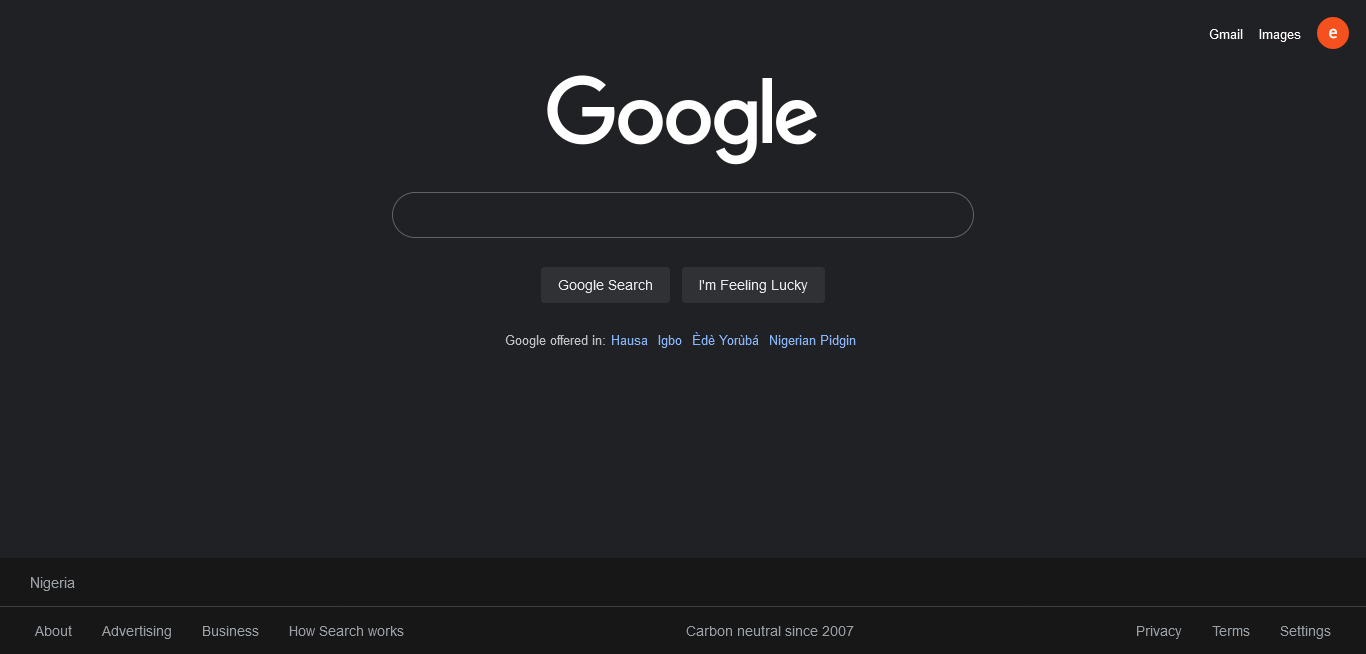 Gmail Images e
Google
Google Search I'm Feeling Lucky
Google offered in: Hausa Igbo Èdè Yorùbá Nigerian Pidgin
Nigeria
About Advertising Business How Search works Carbon neutral since 2007 Privacy Terms Settings